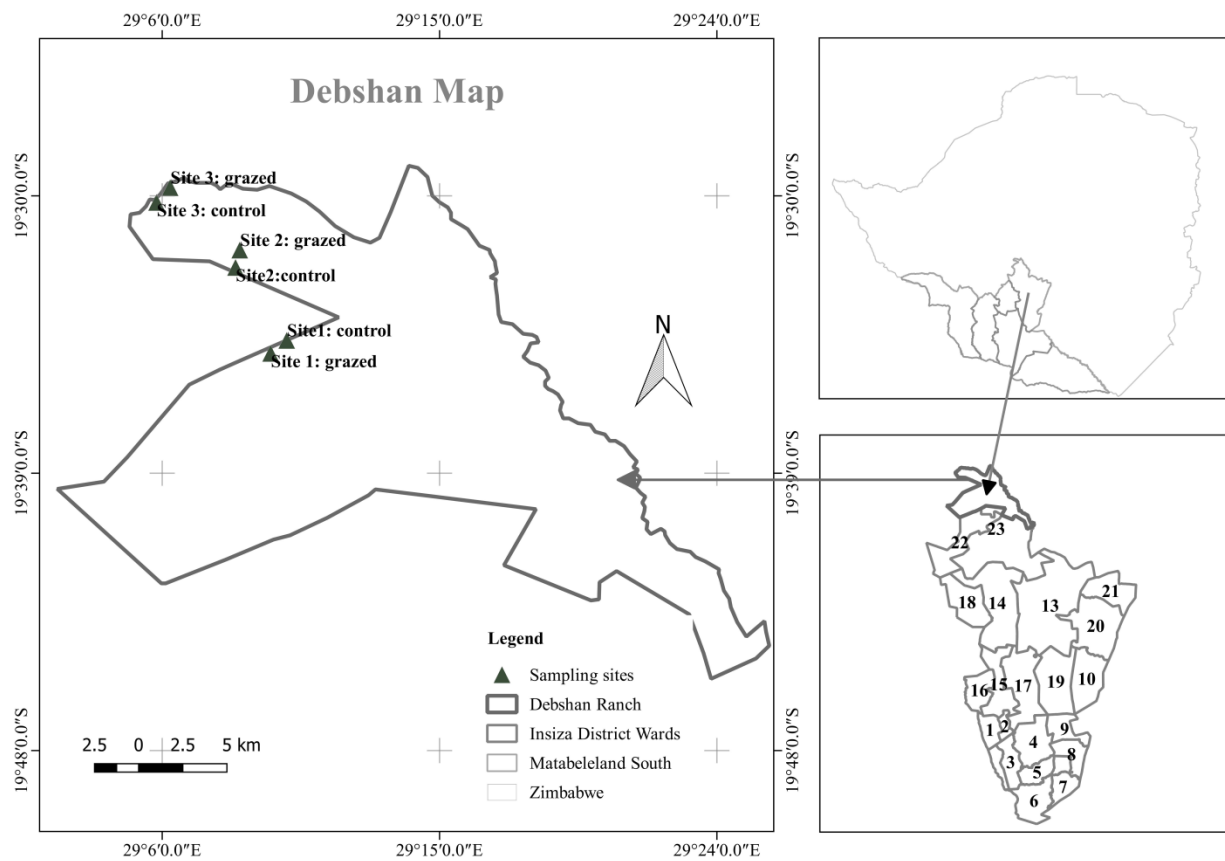 29°6'0.0"E 29°15'0.0"E 29°24'0.0"E
Debshan Map
19°30'0.0"S
19°30'0.0"S
Site 3: grazed
Site 3: control
Site 2: grazed
Site2:control
Site1: control
Site 1: grazed
N
19°39'0.0"S
19°39'0.0"S
Legend
Sampling sites
Debshan Ranch
Insiza District Wards
Matabeleland South
Zimbabwe
2.5 0 2.5 5 km
19°48'0.0"S
19°48'0.0"S
29°6'0.0"E 29°15'0.0"E 29°24'0.0"E
23
22
21
18 14 13
20
16 15 17 19 10
1 2 4 9
3 5 8
6 7